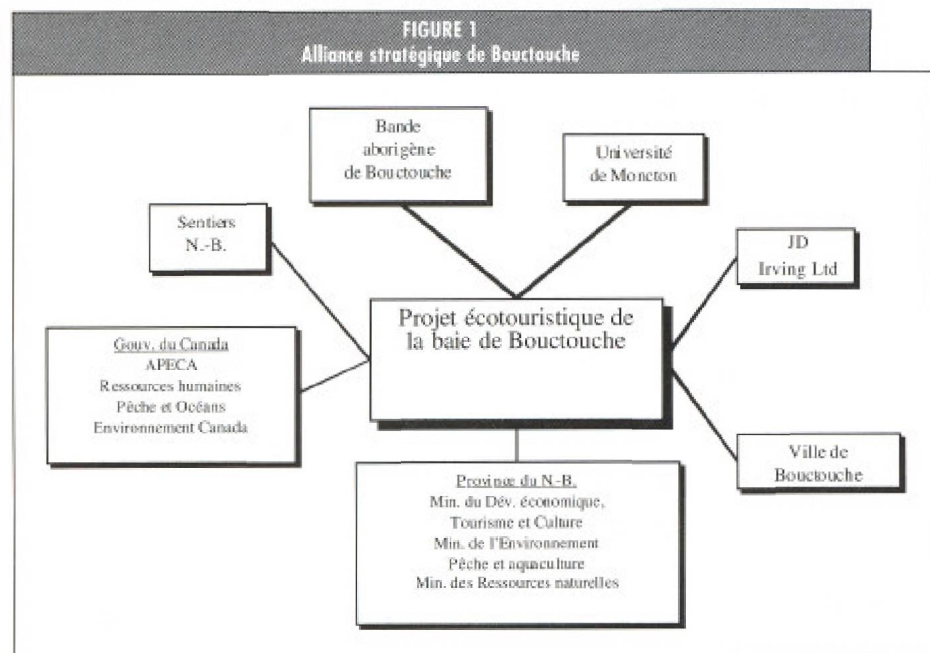 FIGURE 1
Alliance stratégique de Bouctouche
Bande
aborigène
de Bouctouche
Université
de Moncton
Sentiers
N.-B.
JD
Irving Ltd
Projet écotouristique de
la baie de Bouctouche
Gouv. du Canada
APECA
Ressources humaines
Pêche et Océans
Environnement Canada
Ville de
Bouctouche
Province du N.-B.
Min. du Dév. économique,
Tourisme et Culture
Min. de l'Environnement
Pêche et aquaculture
Min. des Ressources naturelles